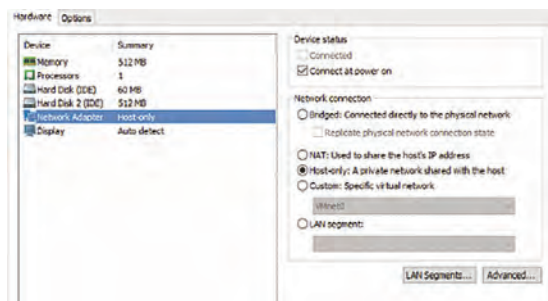 Hardware Options
Device Summary
Memory 512 MB
Processors 1
Hard Disk (IDE) 60 MB
Hard Disk 2 (IDE) 512 MB
Network Adapter Host-only
Display Auto detect
Device status
Connected
Connect at power on
Network connection
Bridged: Connected directly to the physical network
Replicate physical network connection state
NAT: Used to share the host's IP address
Host-only: A private network shared with the host
Custom: Specific virtual network
VMnet0
LAN segment:
LAN Segments... Advanced...